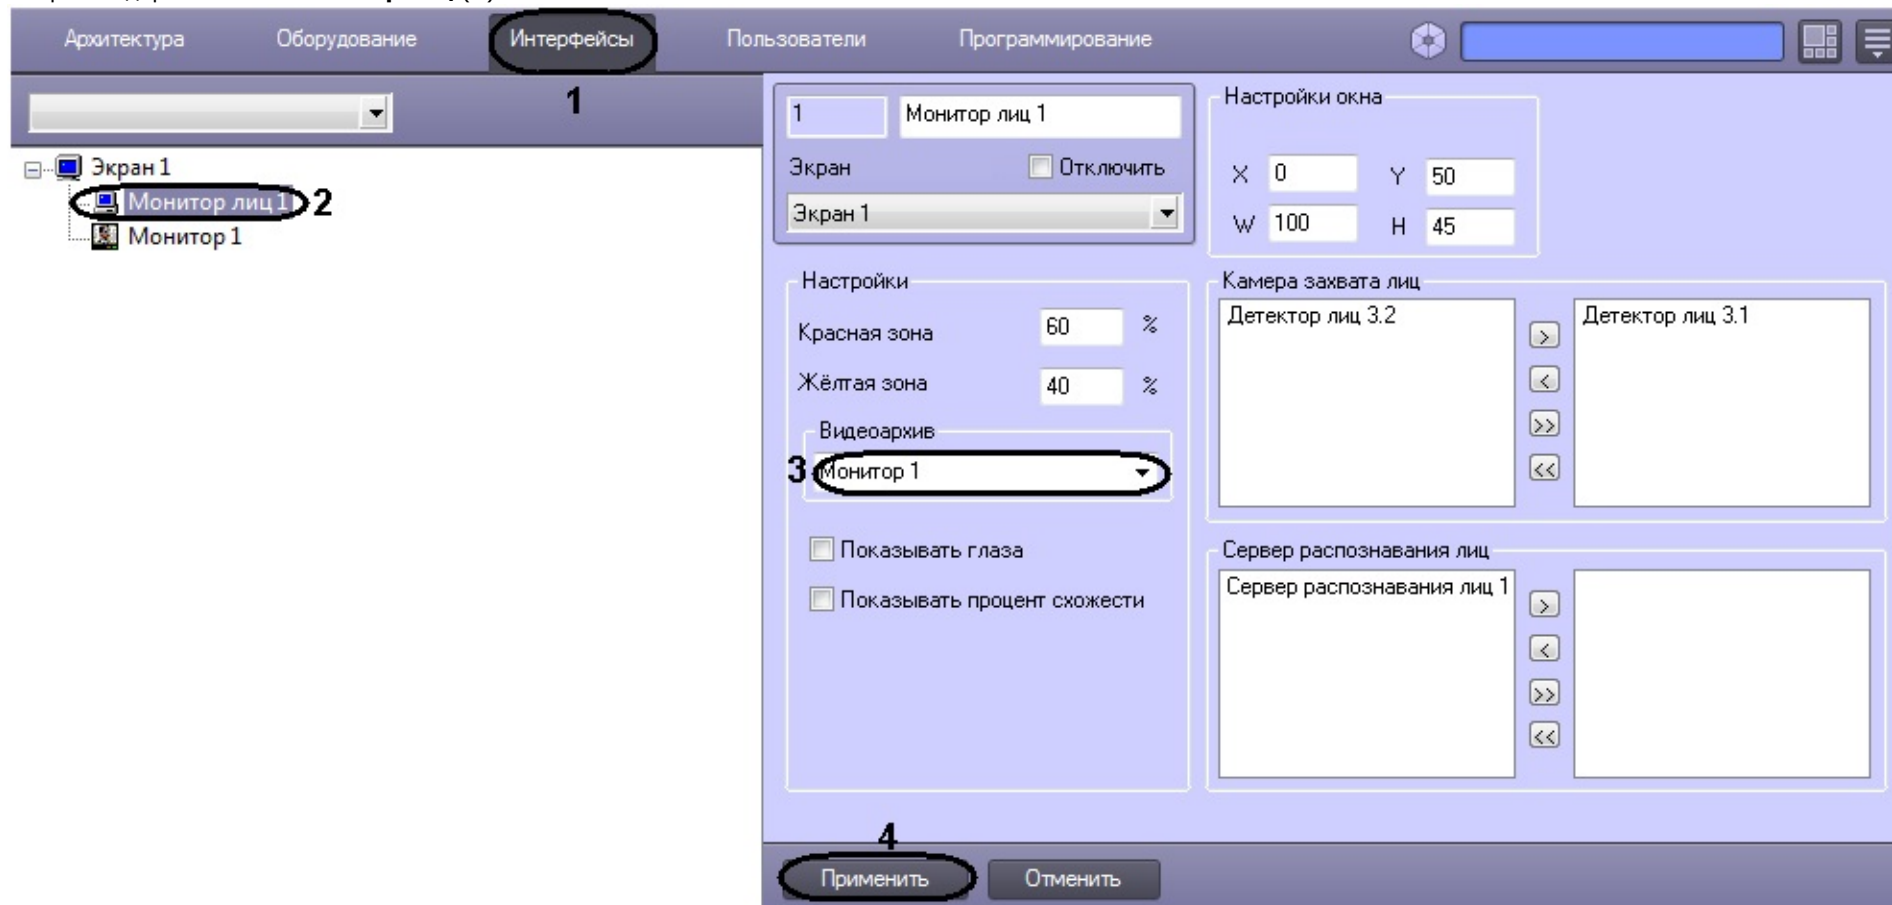 Архитектура Оборудование Интерфейсы Пользователи Программирование
1
Экран 1
Монитор лиц 1 2
Монитор 1
1 Монитор лиц 1
Экран Отключить
Экран 1
Настройки окна
X 0 Y 50
W 100 H 45
Настройки
Красная зона 60 %
Жёлтая зона 40 %
Видеоархив
3 Монитор 1
Показывать глаза
Показывать процент схожести
Камера захвата лиц
Детектор лиц 3.2 Детектор лиц 3.1
>
<
>>
<<
Сервер распознавания лиц
Сервер распознавания лиц 1
>
<
>>
<<
4
Применить Отменить